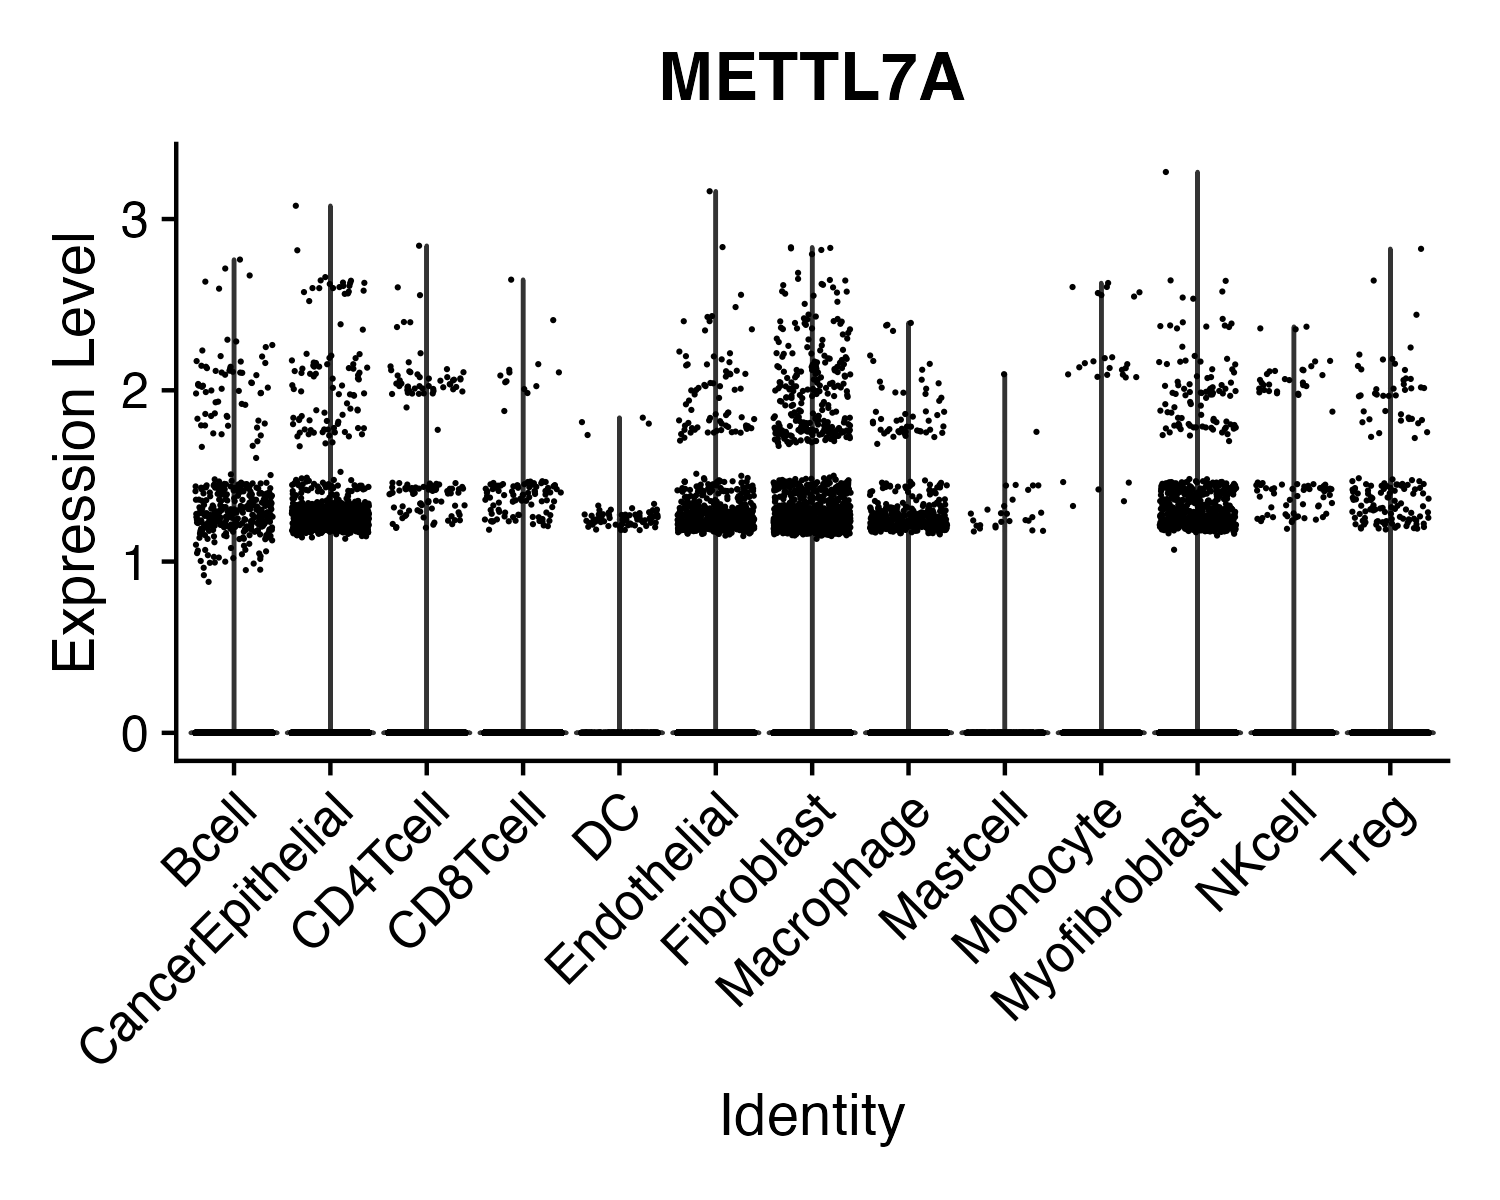 METTL7A
Expression Level
3
2
1
0
Bcell
CancerEpithelial
CD4Tcell
CD8Tcell
DC
Endothelial
Fibroblast
Macrophage
Mastcell
Monocyte
Myofibroblast
NKcell
Treg
Identity